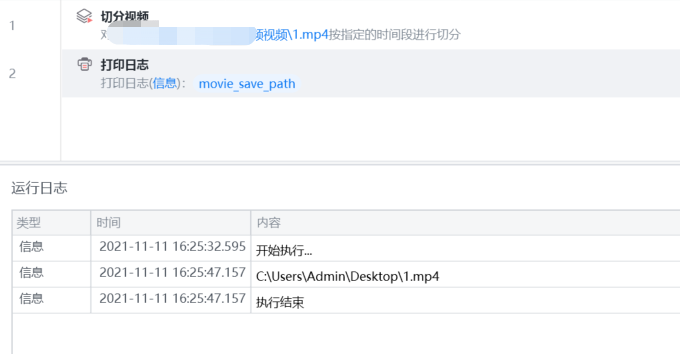 1
切分视频
对
频视频\1.mp4按指定的时间段进行切分
2
打印日志
打印日志(信息): movie_save_path
运行日志
类型 时间 内容
信息 2021-11-11 16:25:32.595 开始执行...
信息 2021-11-11 16:25:47.157 C:\Users\Admin\Desktop\1.mp4
信息 2021-11-11 16:25:47.157 执行结束